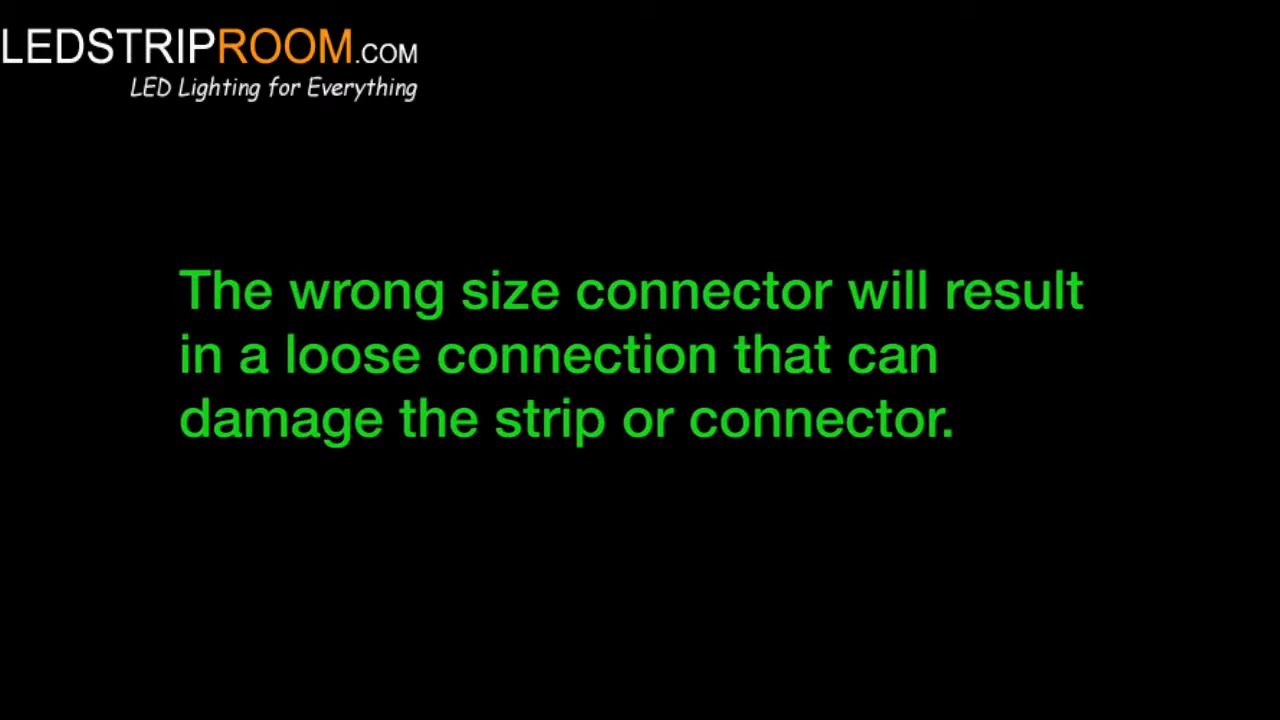 LEDSTRIPROOM.COM
LED Lighting for Everything
The wrong size connector will result
in a loose connection that can
damage the strip or connector.